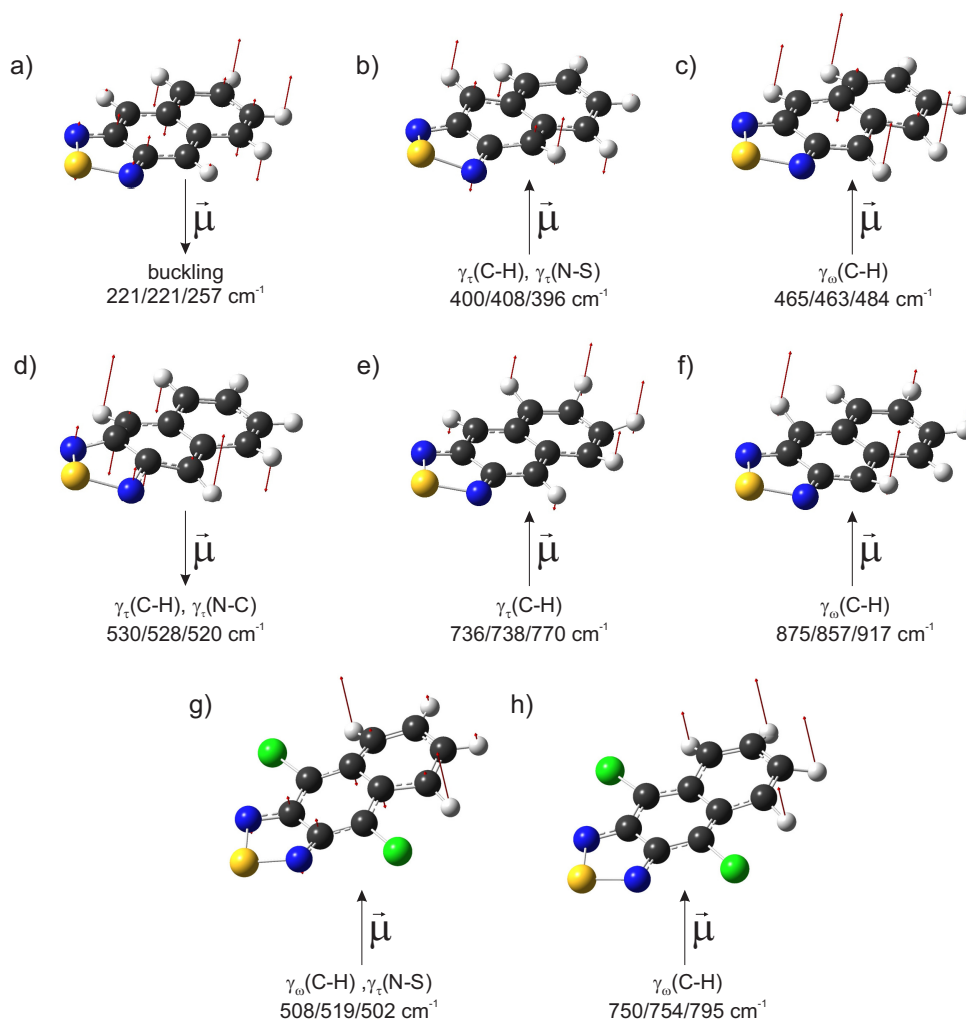 a)
b)
c)
μ⃗
μ⃗
μ⃗
buckling
221/221/257 cm⁻¹
γτ(C-H), γτ(N-S)
400/408/396 cm⁻¹
γω(C-H)
465/463/484 cm⁻¹
d)
e)
f)
μ⃗
μ⃗
μ⃗
γτ(C-H), γτ(N-C)
530/528/520 cm⁻¹
γτ(C-H)
736/738/770 cm⁻¹
γω(C-H)
875/857/917 cm⁻¹
g)
h)
μ⃗
μ⃗
γω(C-H) ,γτ(N-S)
508/519/502 cm⁻¹
γω(C-H)
750/754/795 cm⁻¹